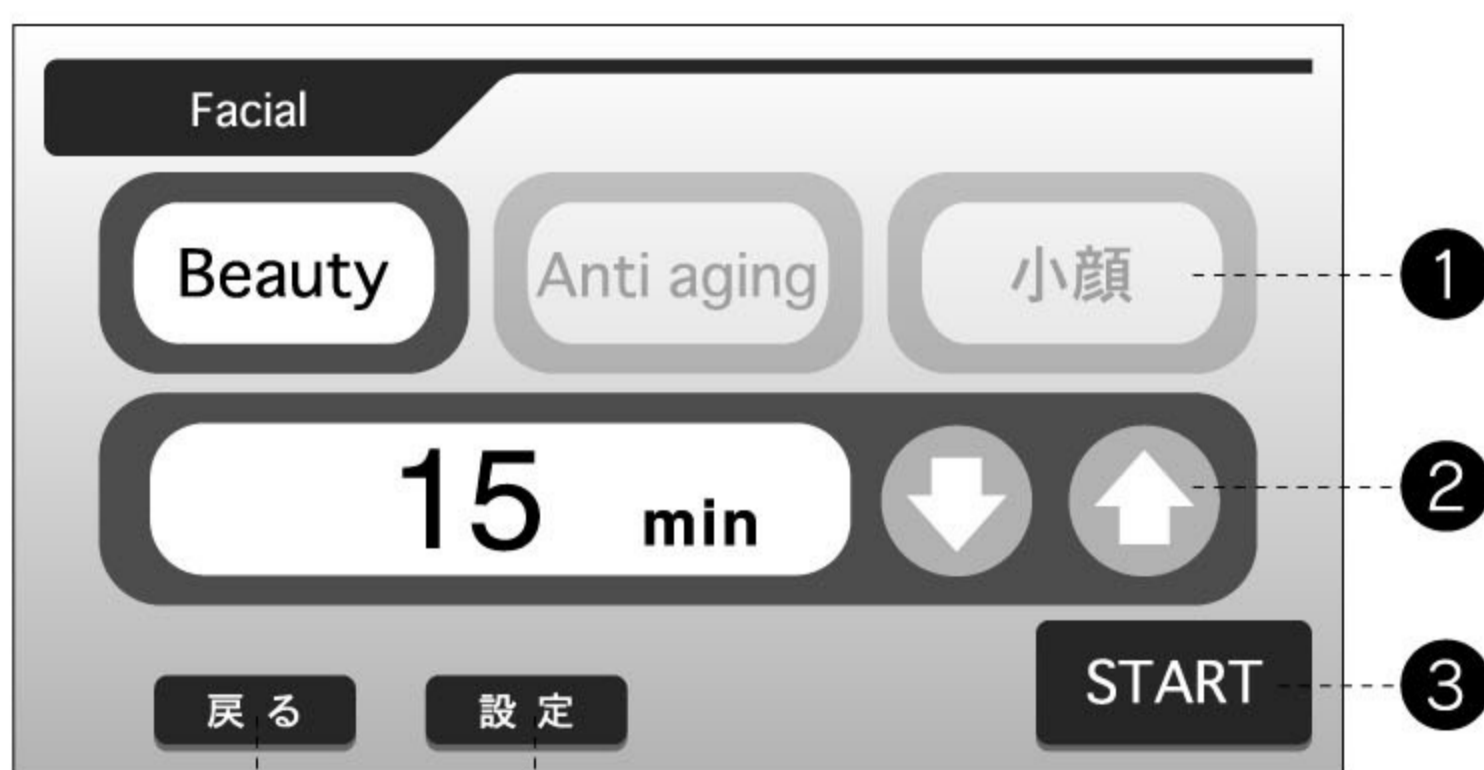 Facial
Beauty Anti aging 小顔 1
15 min 2
戻る 設定 START 3